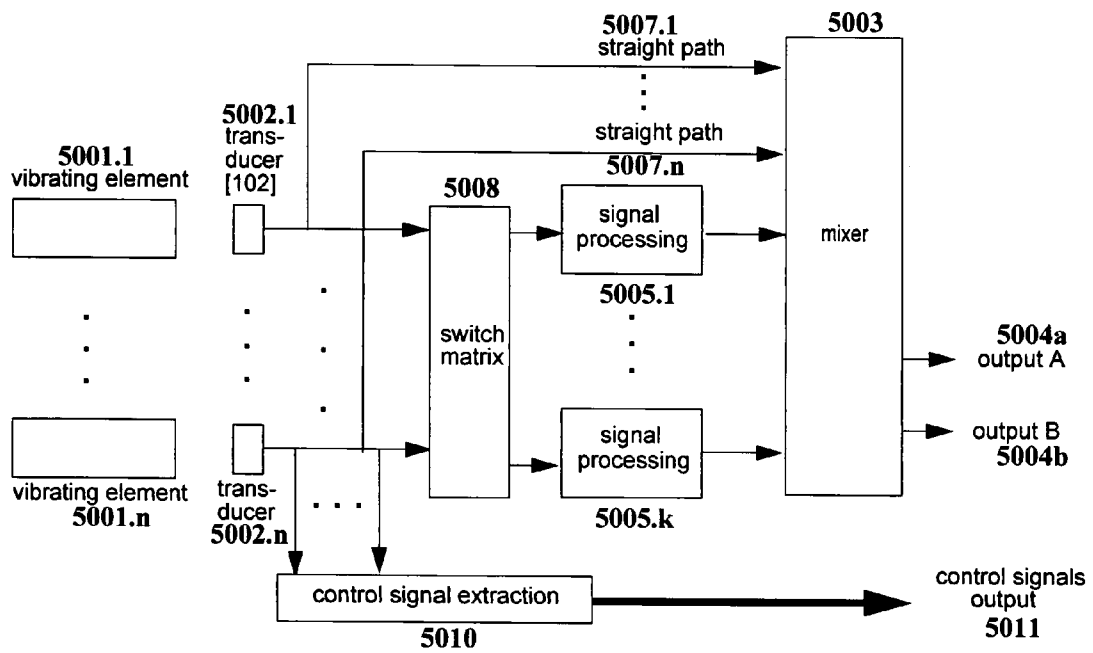 5007.1
straight path
5003
5002.1
trans-
ducer
[102]
straight path
5007.n
5001.1
vibrating element
5008
signal
processing
5005.1
mixer
switch
matrix
5004a
output A
output B
5004b
signal
processing
5005.k
vibrating element
5001.n
trans-
ducer
5002.n
control signal extraction
5010
control signals
output
5011